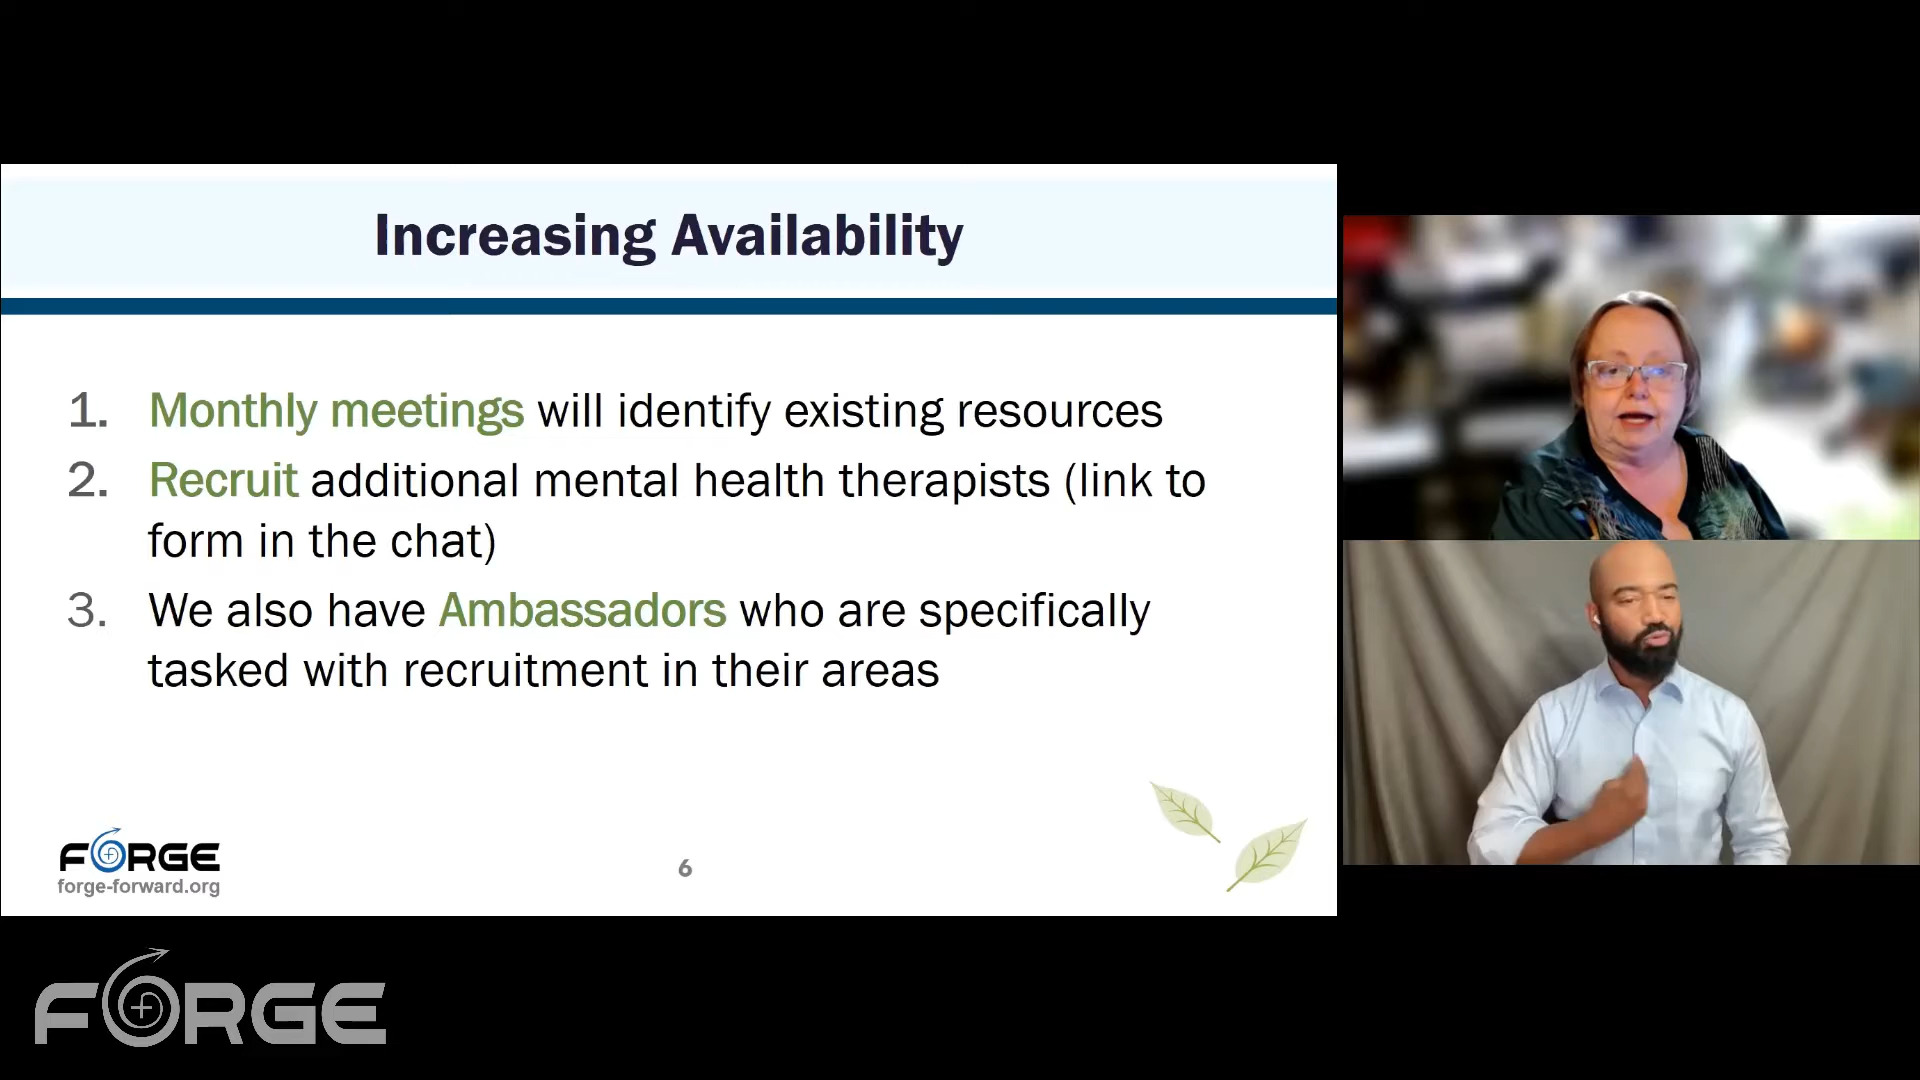 Increasing Availability
1. Monthly meetings will identify existing resources
2. Recruit additional mental health therapists (link to
form in the chat)
3. We also have Ambassadors who are specifically
tasked with recruitment in their areas
FORGE
forge-forward.org
6
FORGE